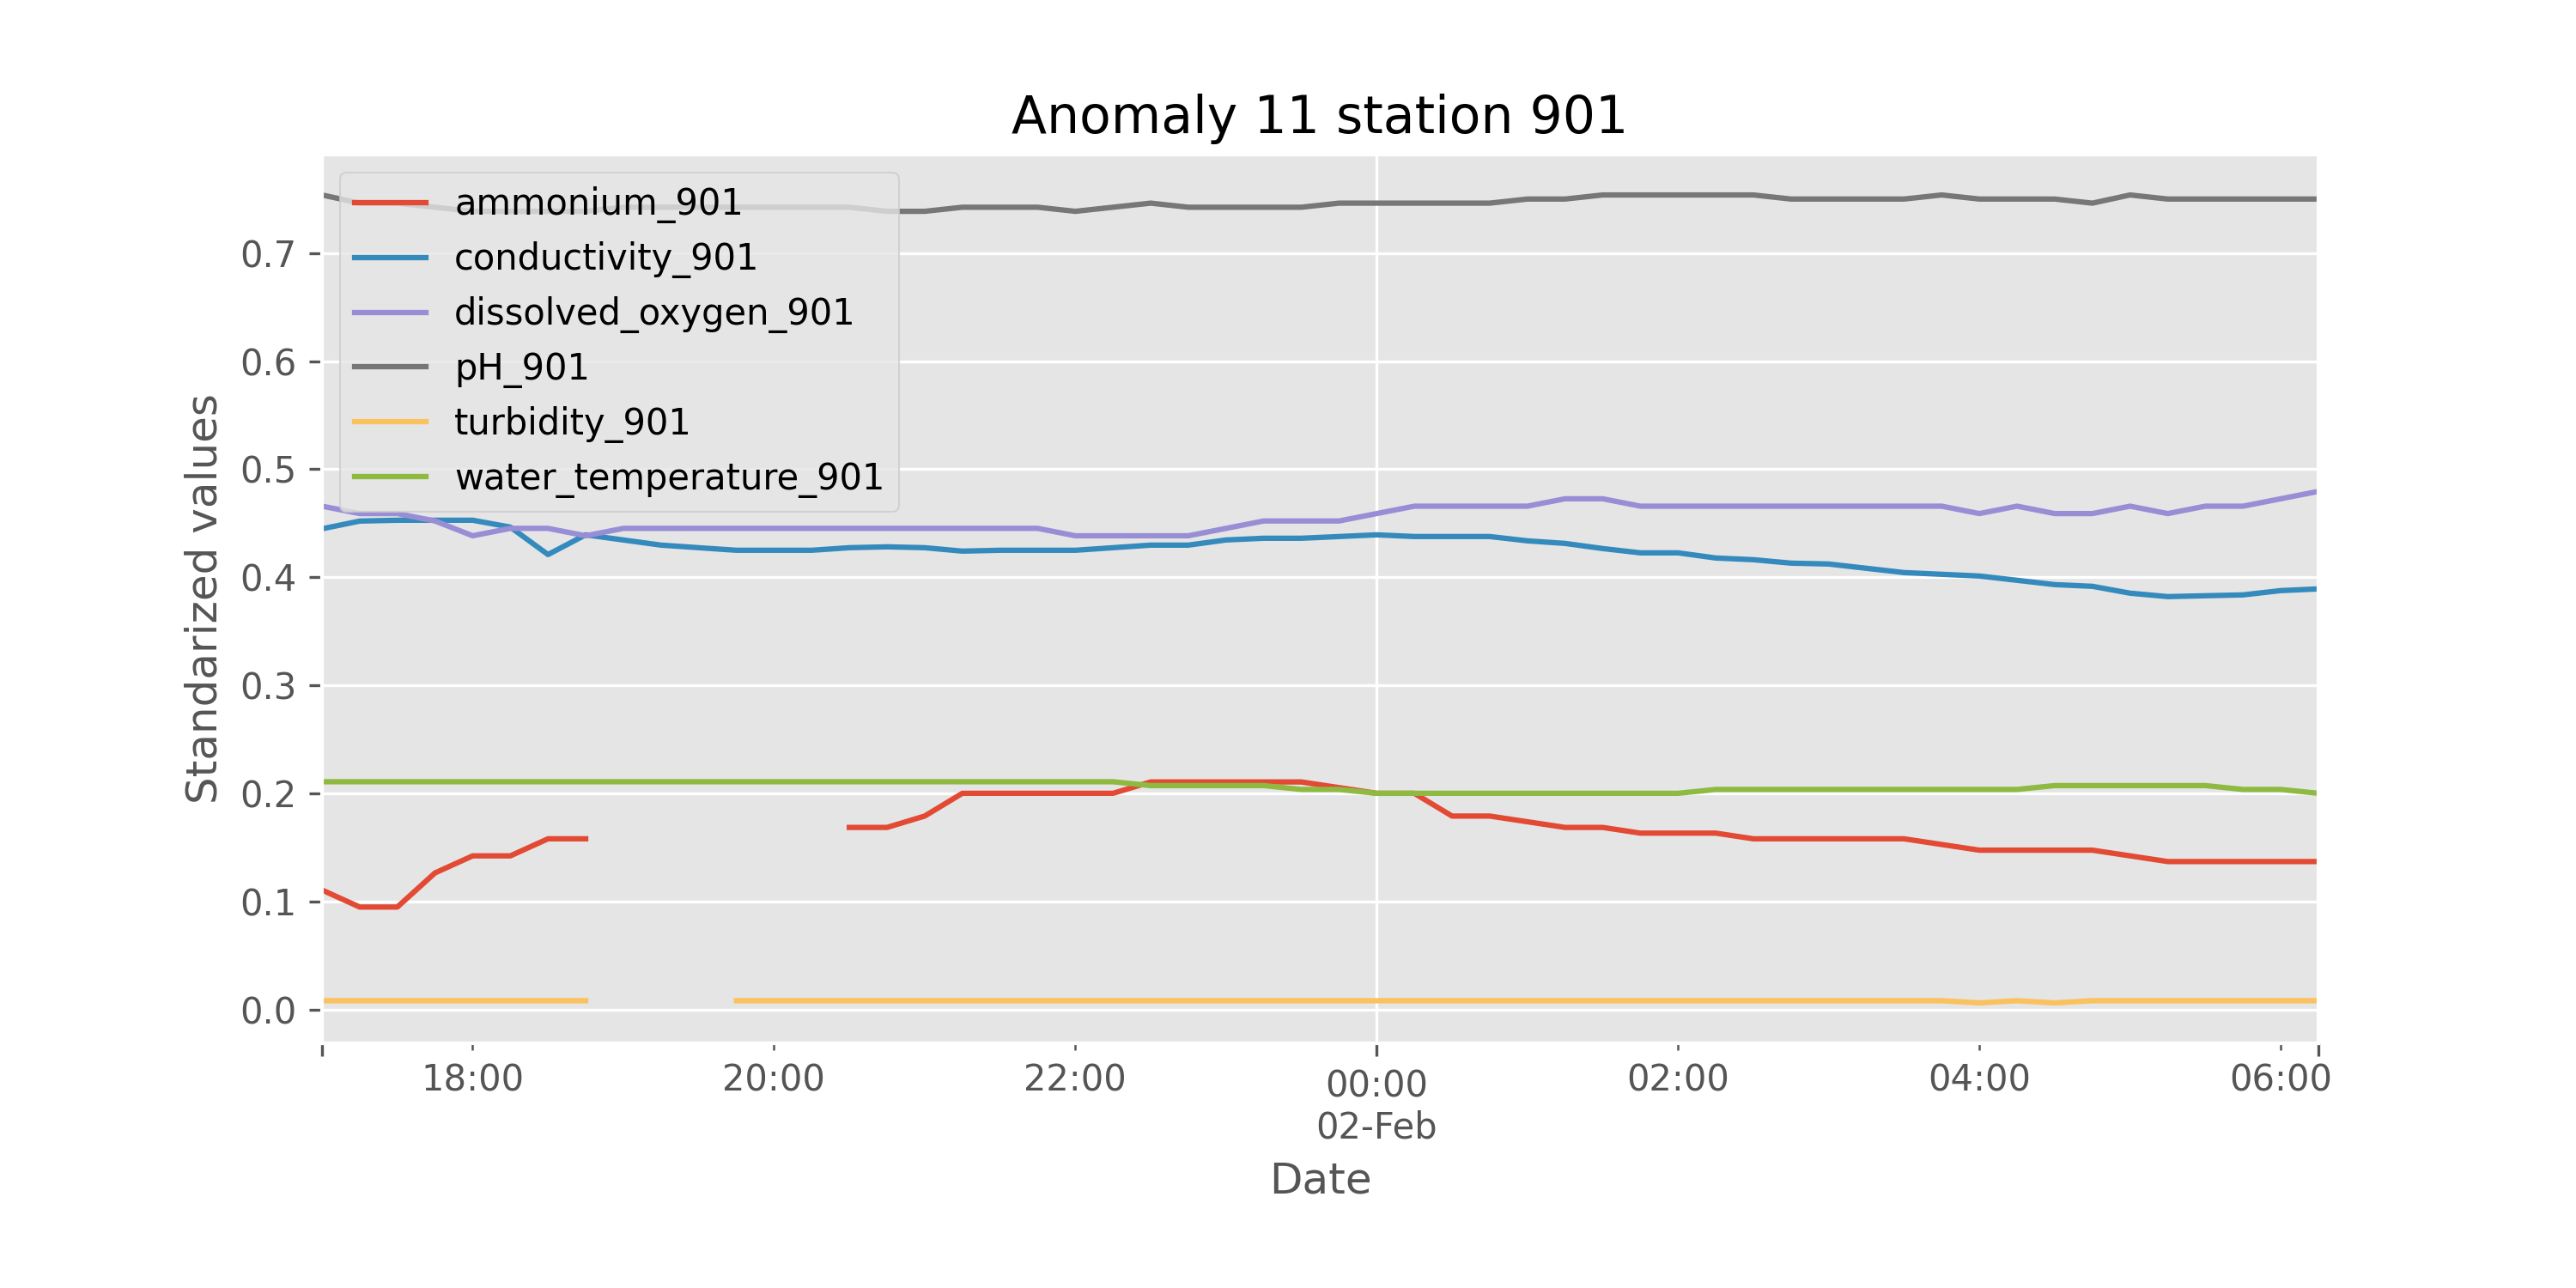 Anomaly 11 station 901
ammonium_901
conductivity_901
dissolved_oxygen_901
pH_901
turbidity_901
water_temperature_901
Standarized values
0.7
0.6
0.5
0.4
0.3
0.2
0.1
0.0
18:00 20:00 22:00 00:00 02:00 04:00 06:00
02-Feb
Date